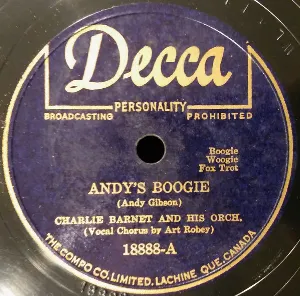 Decca
PERSONALITY
BROADCASTING PROHIBITED
Boogie
Woogie
Fox Trot
ANDY'S BOOGIE
(Andy Gibson)
CHARLIE BARNET AND HIS ORCH.
(Vocal Chorus by Art Robey)
18888-A
THE COMPO CO. LIMITED. LACHINE QUE. CANADA